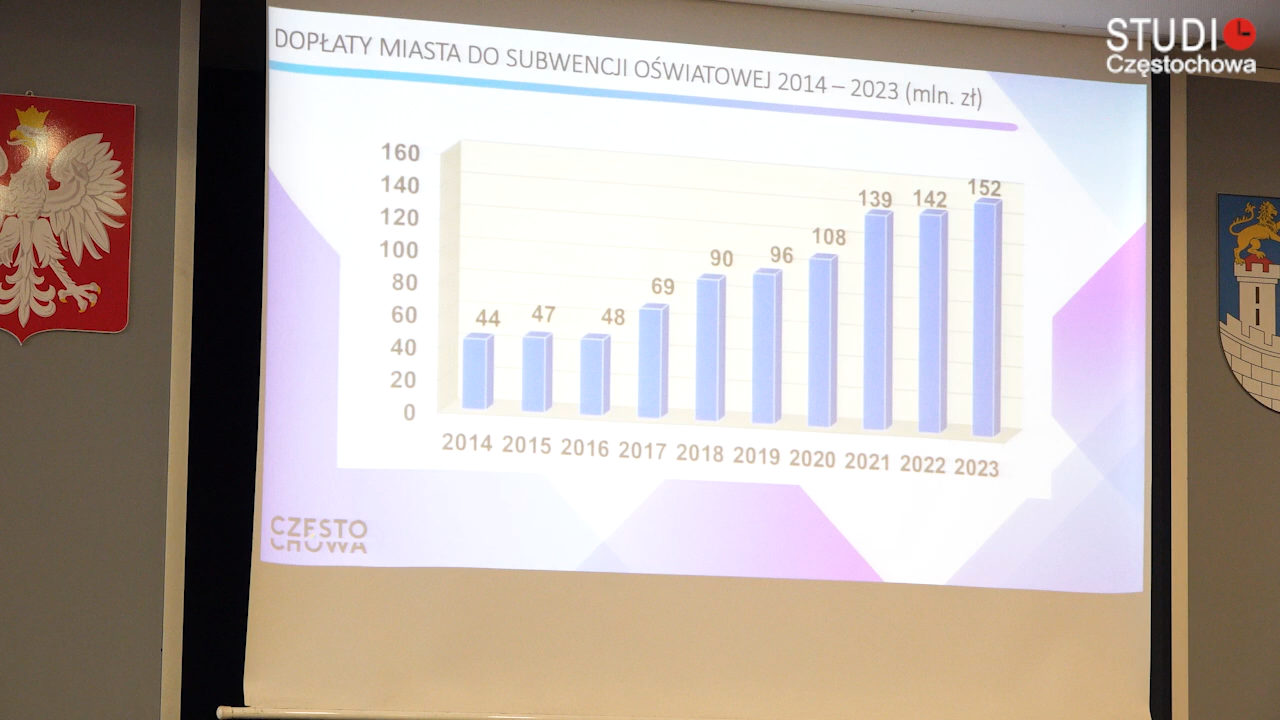 STUDI
Częstochowa
DOPŁATY MIASTA DO SUBWENCJI OŚWIATOWEJ 2014 – 2023 (mln. zł)
160
140
120
100
80
60
40
20
0
44 47 48 69 90 96 108 139 142 152
2014 2015 2016 2017 2018 2019 2020 2021 2022 2023
CZĘSTO
CHOWA